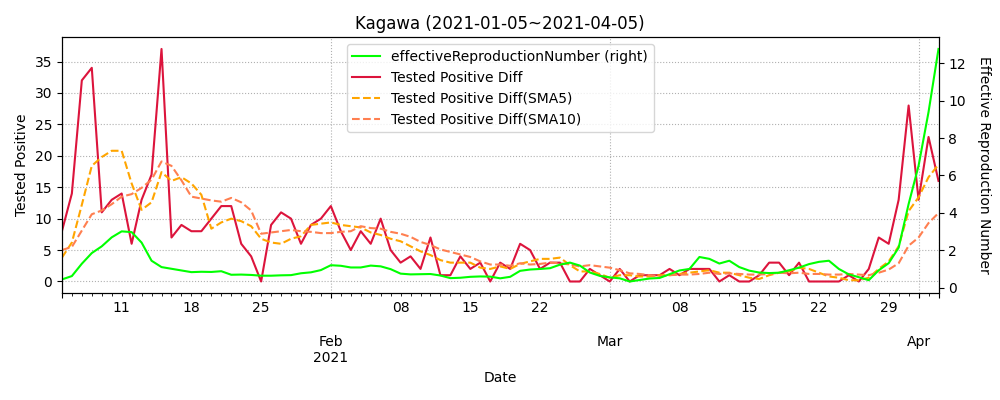 Kagawa (2021-01-05~2021-04-05)
effectiveReproductionNumber (right)
Tested Positive Diff
Tested Positive Diff(SMA5)
Tested Positive Diff(SMA10)
Tested Positive
35
30
25
20
15
10
5
0
Effective Reproduction Number
12
10
8
6
4
2
0
11 18 25 08 15 22 08 15 22 29
Feb Mar Apr
2021
Date